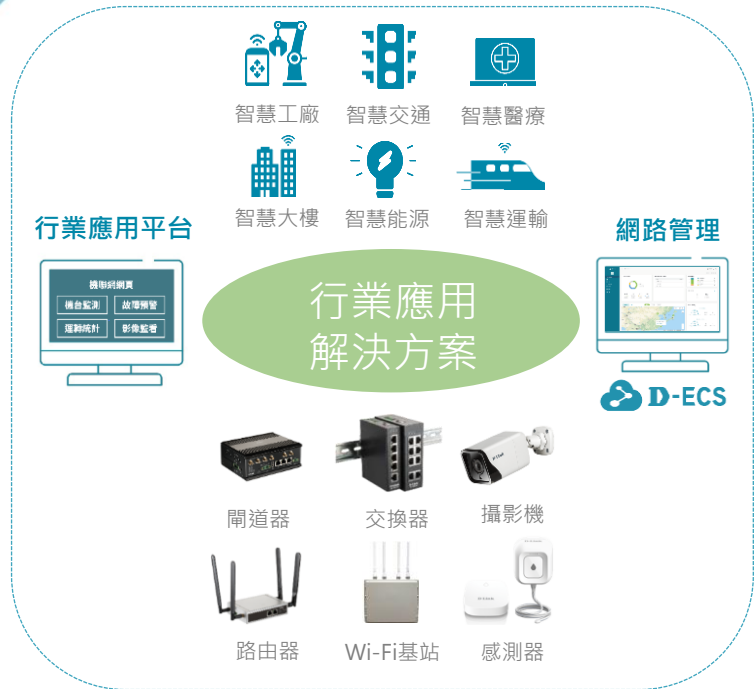 智慧工廠
智慧交通
智慧醫療
智慧大樓
智慧能源
智慧運輸
行業應用平台
機聯網網頁
機台監測
故障預警
運轉統計
影像監看
行業應用
解決方案
網路管理
D-ECS
閘道器
交換器
攝影機
D-Link
路由器
Wi-Fi基站
感測器